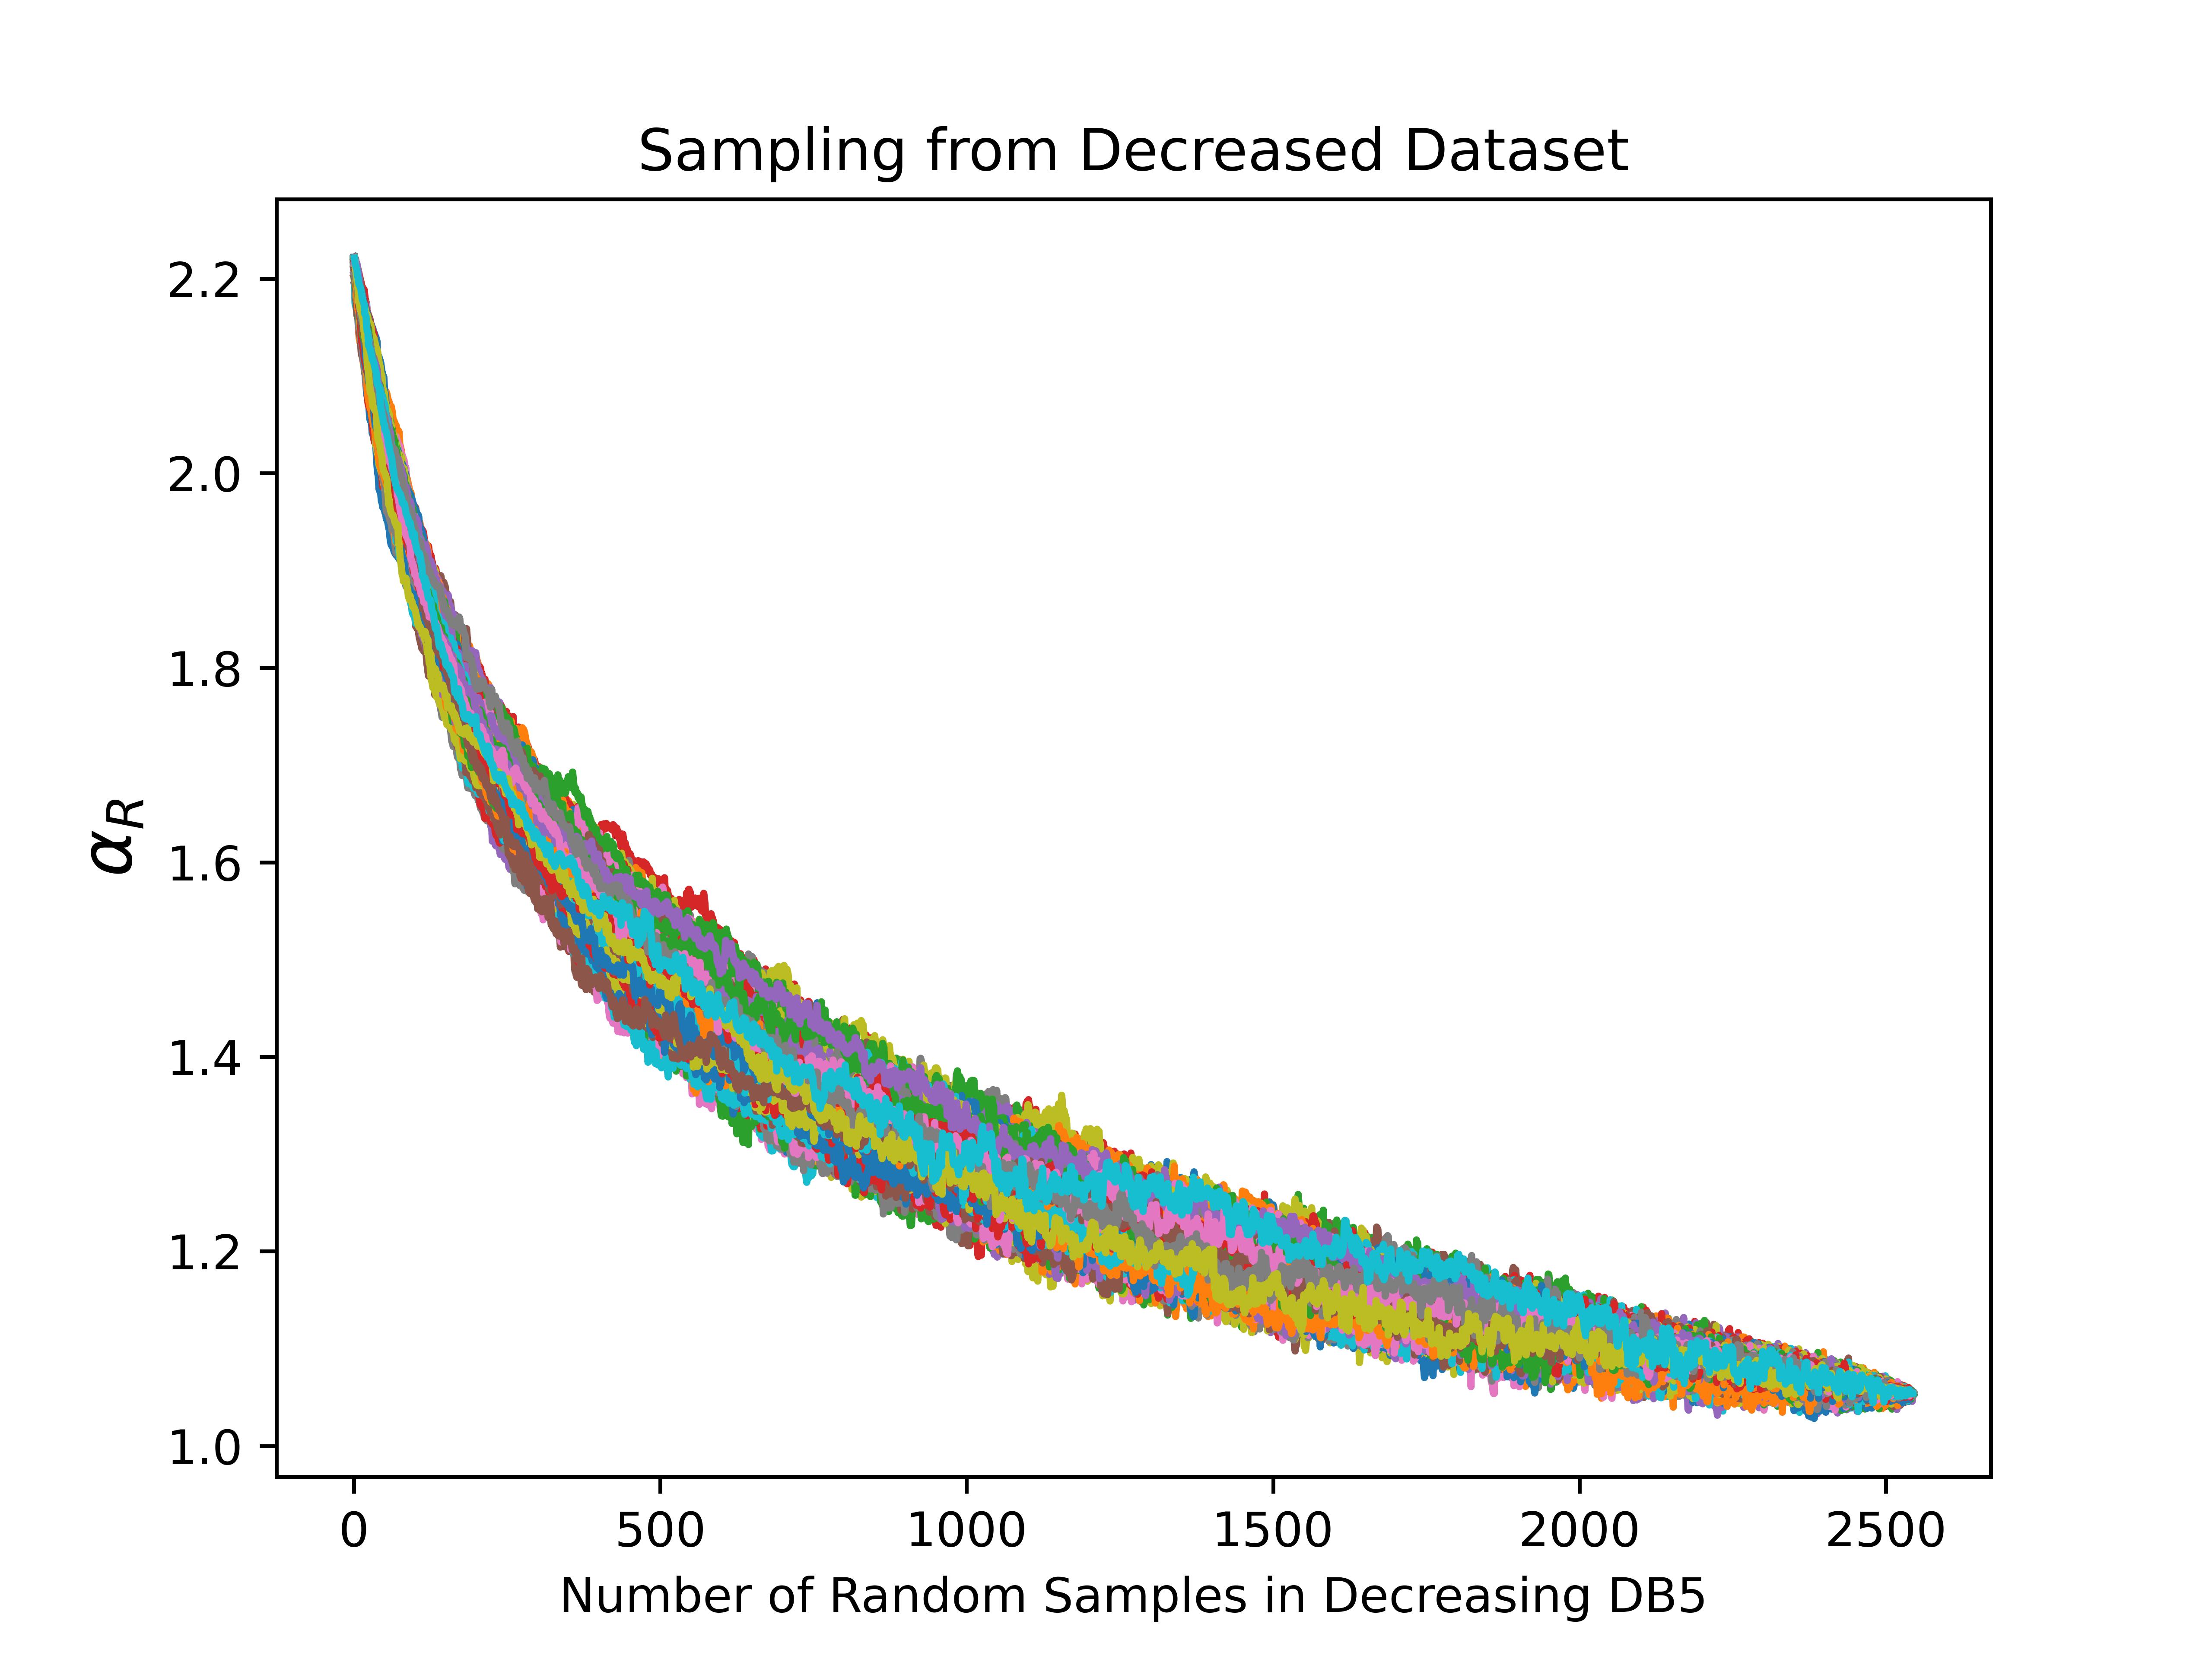 Sampling from Decreased Dataset
α_R
2.2
2.0
1.8
1.6
1.4
1.2
1.0
0 500 1000 1500 2000 2500
Number of Random Samples in Decreasing DB5